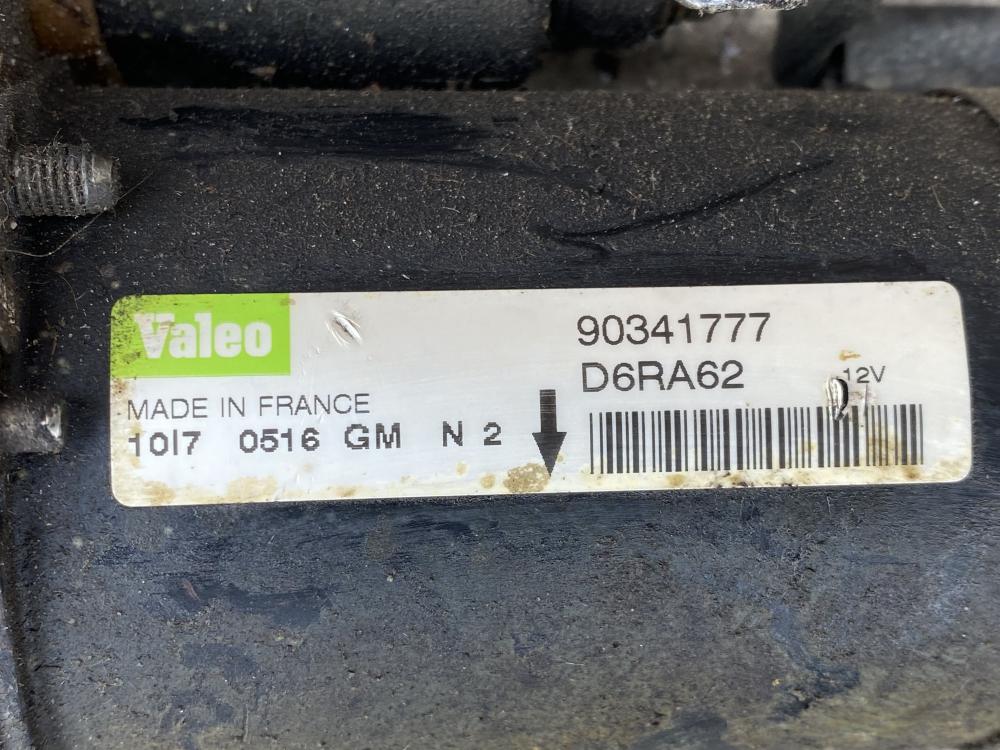 Valeo
90341777
D6RA62
12V
MADE IN FRANCE
10I7 0516 GM N 2